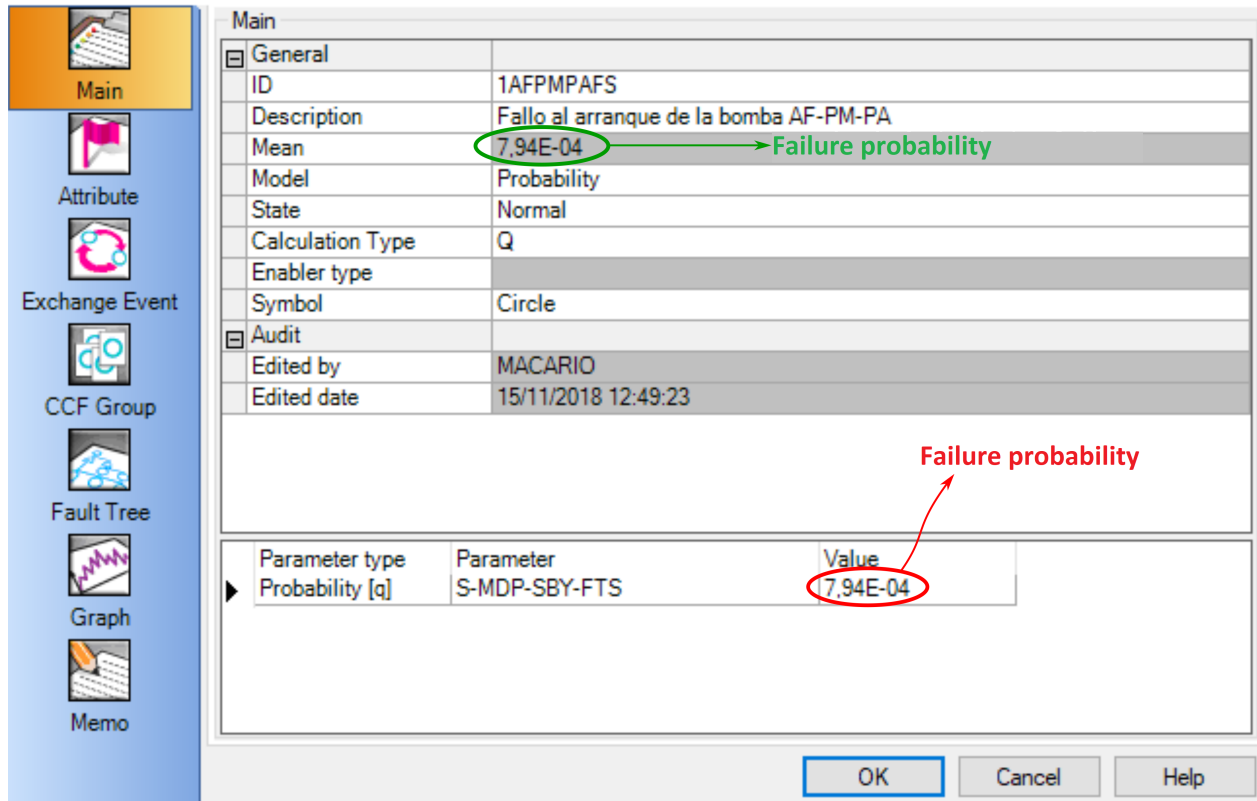 Main
Attribute
Exchange Event
CCF Group
Fault Tree
Graph
Memo
Main
General
ID 1AFPMPAFS
Description Fallo al arranque de la bomba AF-PM-PA
Mean 7,94E-04 Failure probability
Model Probability
State Normal
Calculation Type Q
Enabler type
Symbol Circle
Audit
Edited by MACARIO
Edited date 15/11/2018 12:49:23
Failure probability
Parameter type Parameter Value
Probability [q] S-MDP-SBY-FTS 7,94E-04
OK Cancel Help